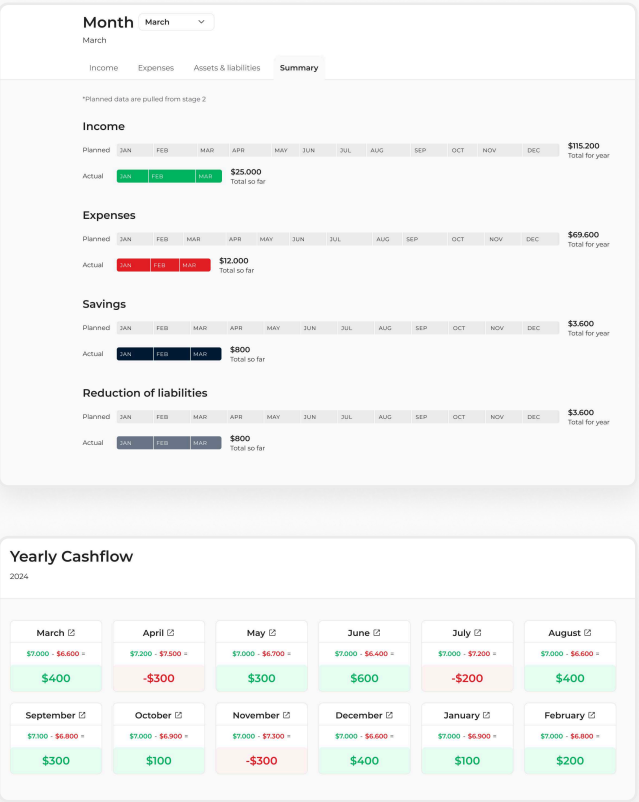 Month March
March
Income Expenses Assets & liabilities Summary
*Planned data are pulled from stage 2
Income
Planned JAN FEB MAR APR MAY JUN JUL AUG SEP OCT NOV DEC $115.200
Total for year
Actual JAN FEB MAR $25.000
Total so far
Expenses
Planned JAN FEB MAR APR MAY JUN JUL AUG SEP OCT NOV DEC $69.600
Total for year
Actual JAN FEB MAR $12.000
Total so far
Savings
Planned JAN FEB MAR APR MAY JUN JUL AUG SEP OCT NOV DEC $3.600
Total for year
Actual JAN FEB MAR $800
Total so far
Reduction of liabilities
Planned JAN FEB MAR APR MAY JUN JUL AUG SEP OCT NOV DEC $3.600
Total for year
Actual JAN FEB MAR $800
Total so far
Yearly Cashflow
2024
March April May June July August
$7.000 - $6.600 = $7.200 - $7.500 = $7.000 - $6.700 = $7.000 - $6.400 = $7.000 - $7.200 = $7.000 - $6.600 =
$400 -$300 $300 $600 -$200 $400
September October November December January February
$7.100 - $6.800 = $7.000 - $6.900 = $7.000 - $7.300 = $7.000 - $6.600 = $7.000 - $6.900 = $7.000 - $6.800 =
$300 $100 -$300 $400 $100 $200